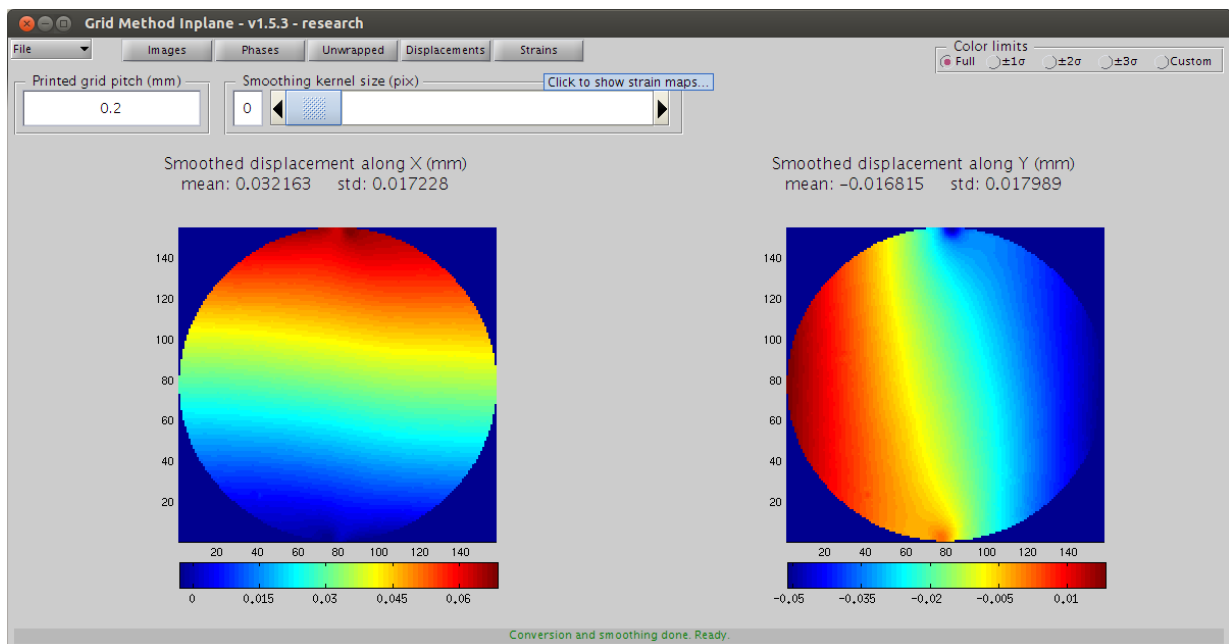 Grid Method Inplane - v1.5.3 - research
File Images Phases Unwrapped Displacements Strains
Color limits
Full ±1σ ±2σ ±3σ Custom
Printed grid pitch (mm) Smoothing kernel size (pix) Click to show strain maps...
0.2 0
Smoothed displacement along X (mm)
mean: 0.032163 std: 0.017228
Smoothed displacement along Y (mm)
mean: -0.016815 std: 0.017989
140
120
100
80
60
40
20
20 40 60 80 100 120 140
0 0.015 0.03 0.045 0.06
140
120
100
80
60
40
20
20 40 60 80 100 120 140
-0.05 -0.035 -0.02 -0.005 0.01
Conversion and smoothing done. Ready.